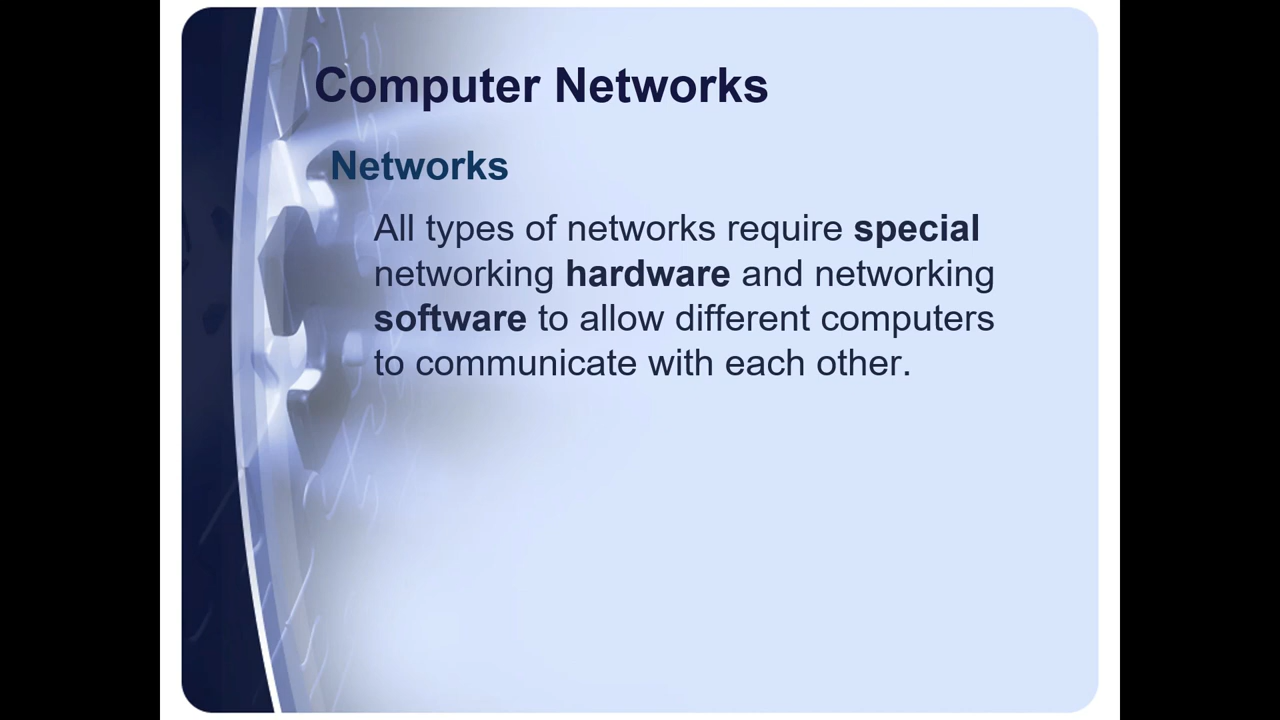 Computer Networks
Networks
All types of networks require special
networking hardware and networking
software to allow different computers
to communicate with each other.